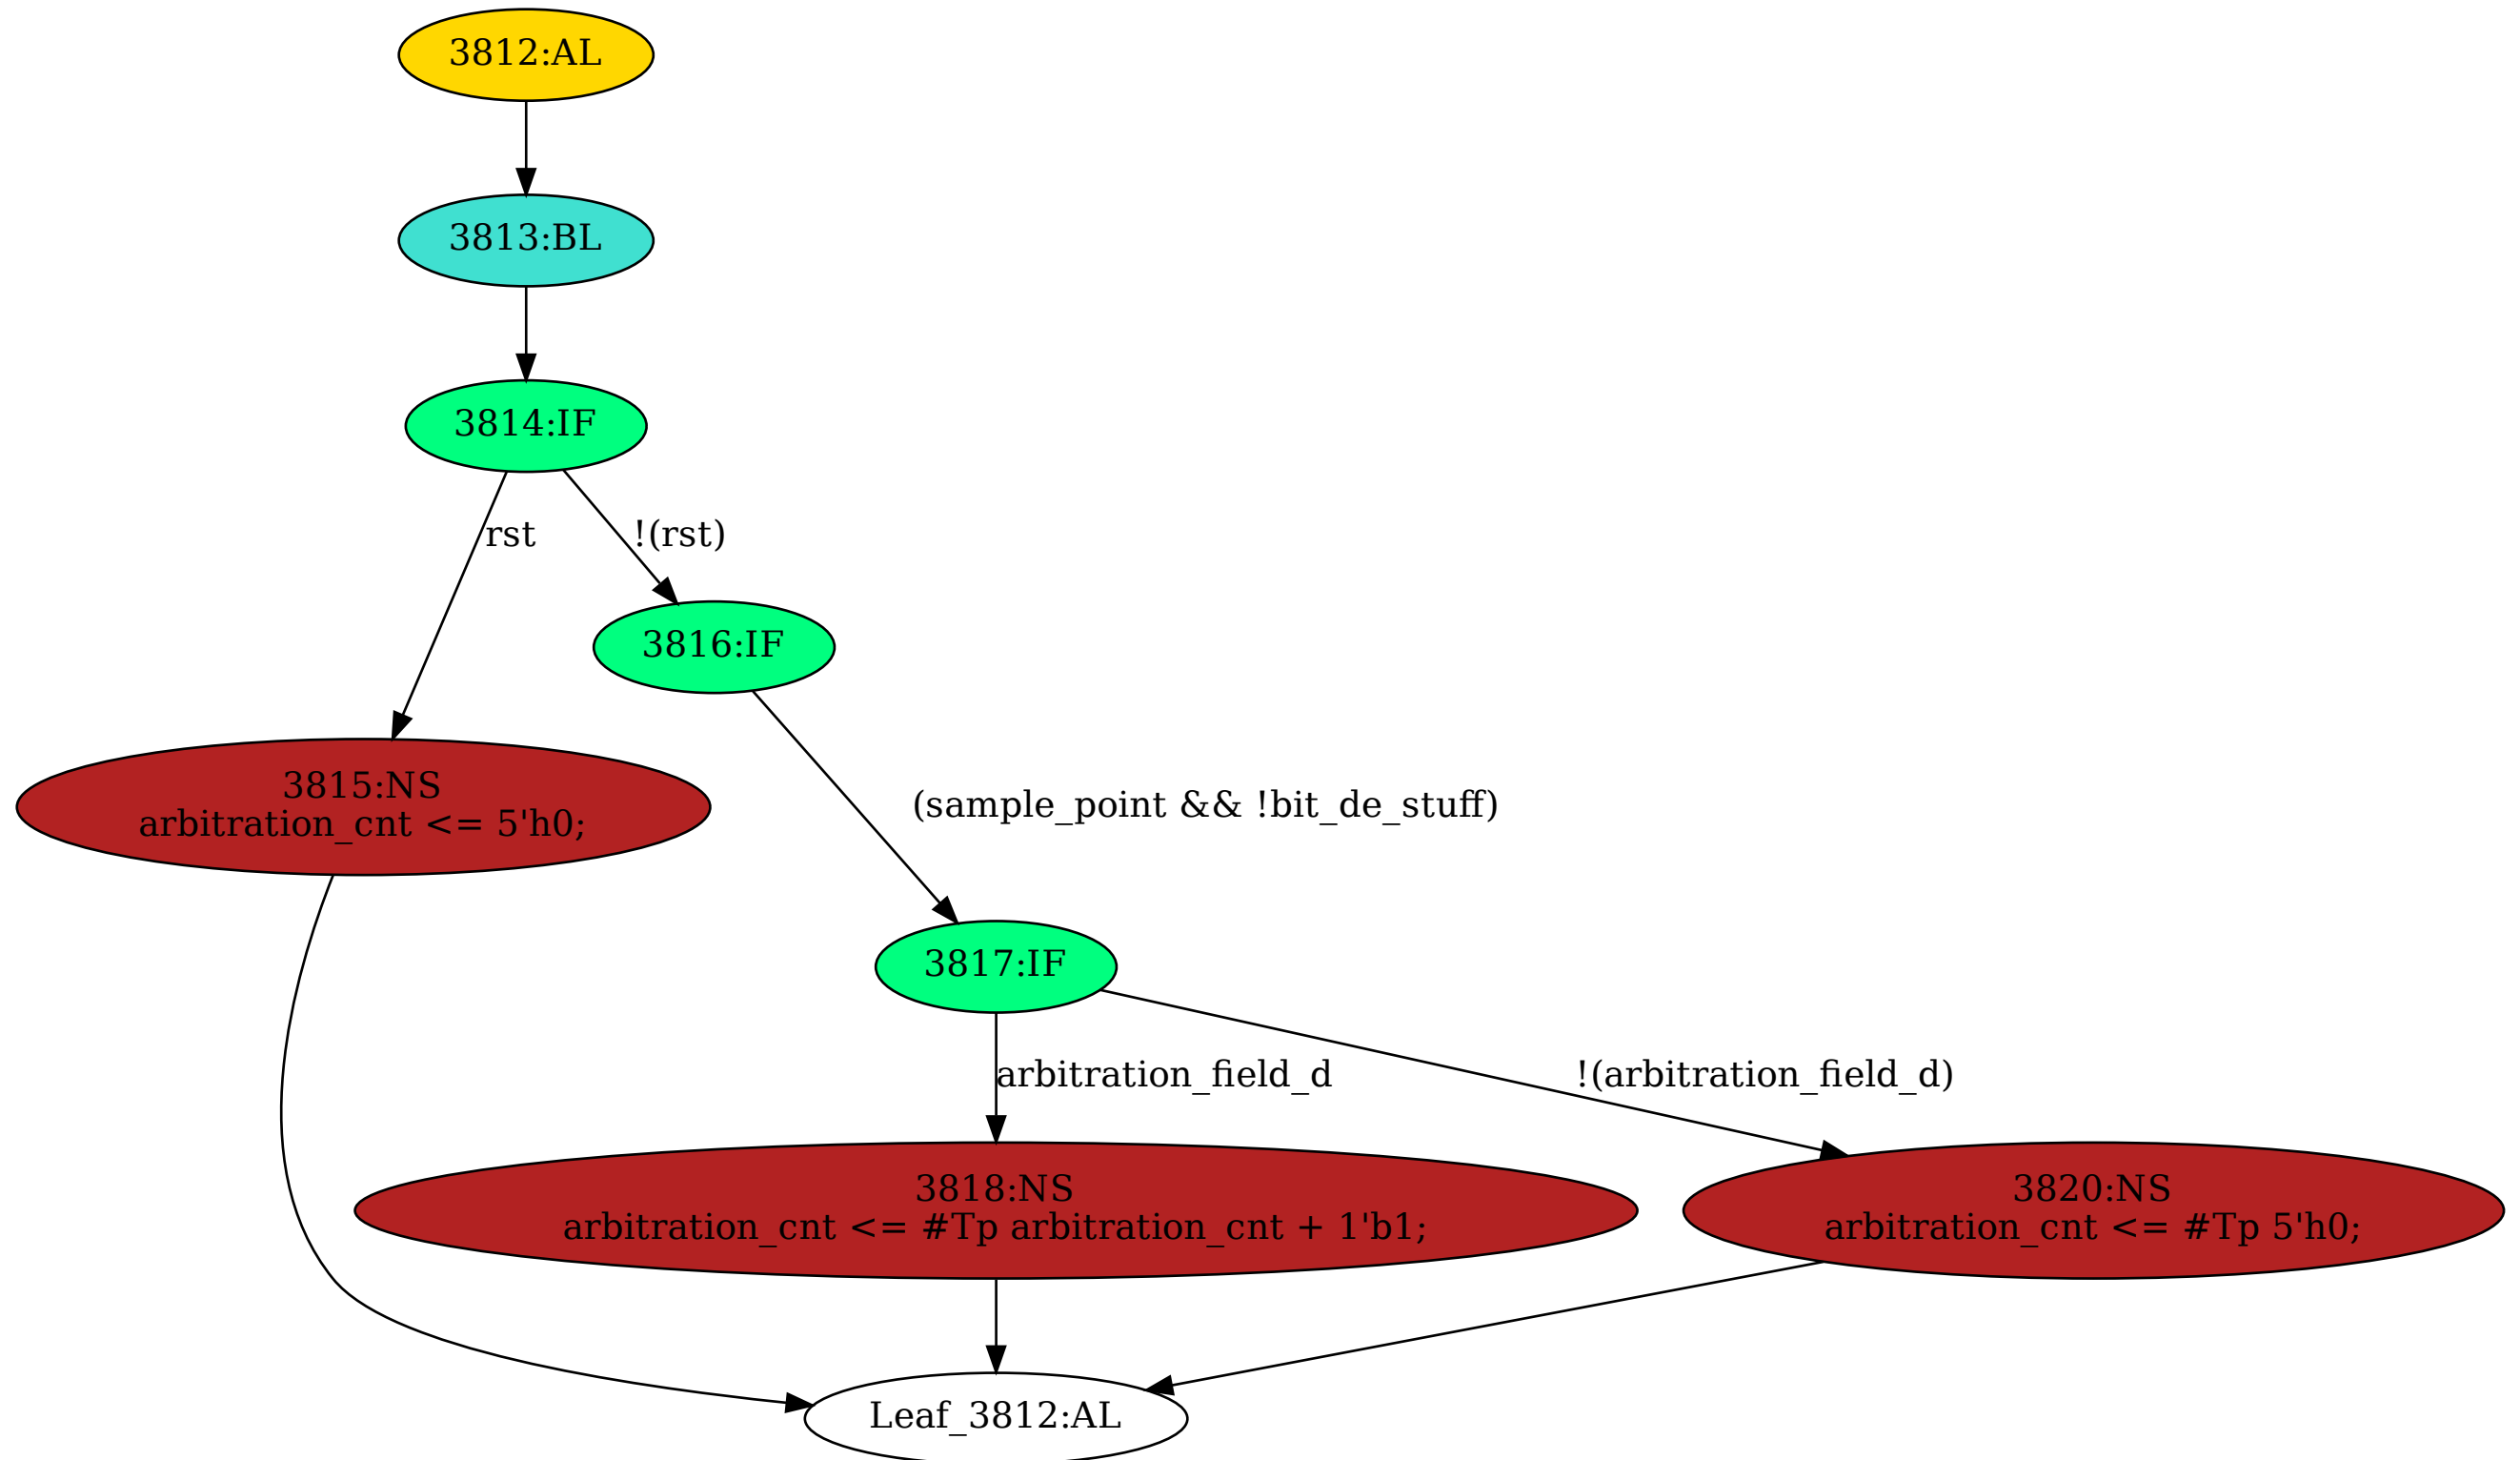 3812:AL
3813:BL
3814:IF
rst
!(rst)
3816:IF
3815:NS
arbitration_cnt <= 5'h0;
(sample_point && !bit_de_stuff)
3817:IF
arbitration_field_d
!(arbitration_field_d)
3818:NS
arbitration_cnt <= #Tp arbitration_cnt + 1'b1;
3820:NS
arbitration_cnt <= #Tp 5'h0;
Leaf_3812:AL